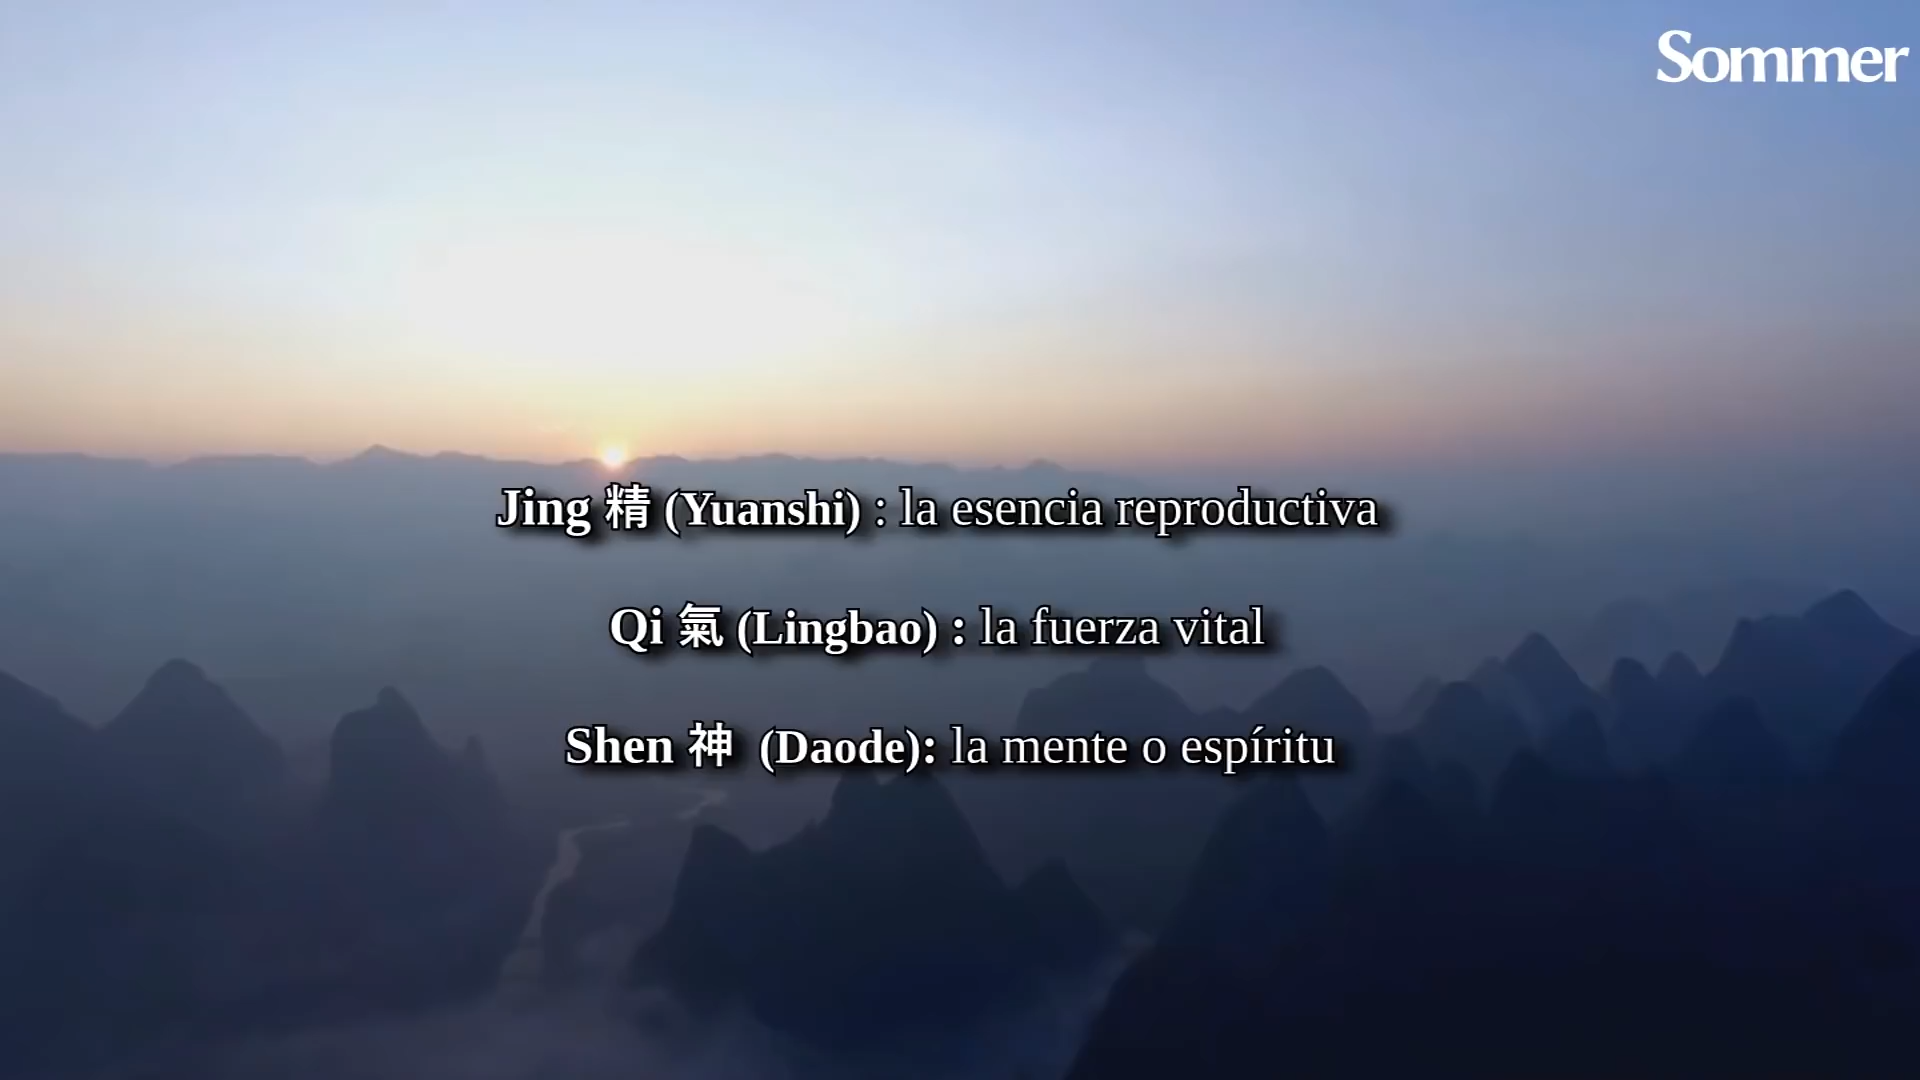 Sommer
Jing 精 (Yuanshi) : la esencia reproductiva
Qi 氣 (Lingbao) : la fuerza vital
Shen 神 (Daode): la mente o espíritu